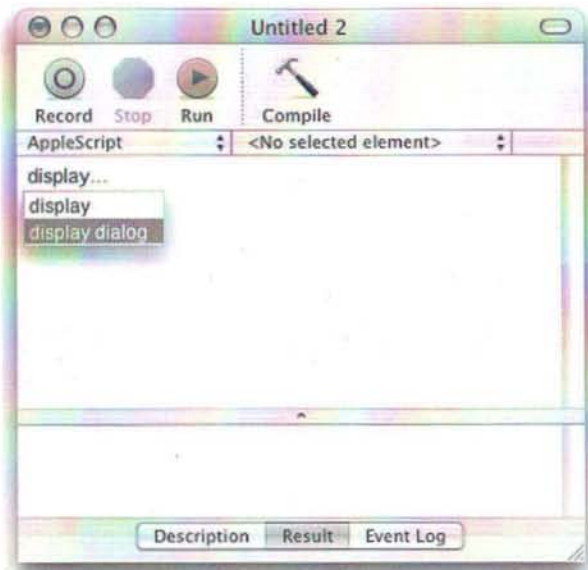 Untitled 2
Record Stop Run Compile
AppleScript <No selected element>
display...
display
display dialog
Description Result Event Log